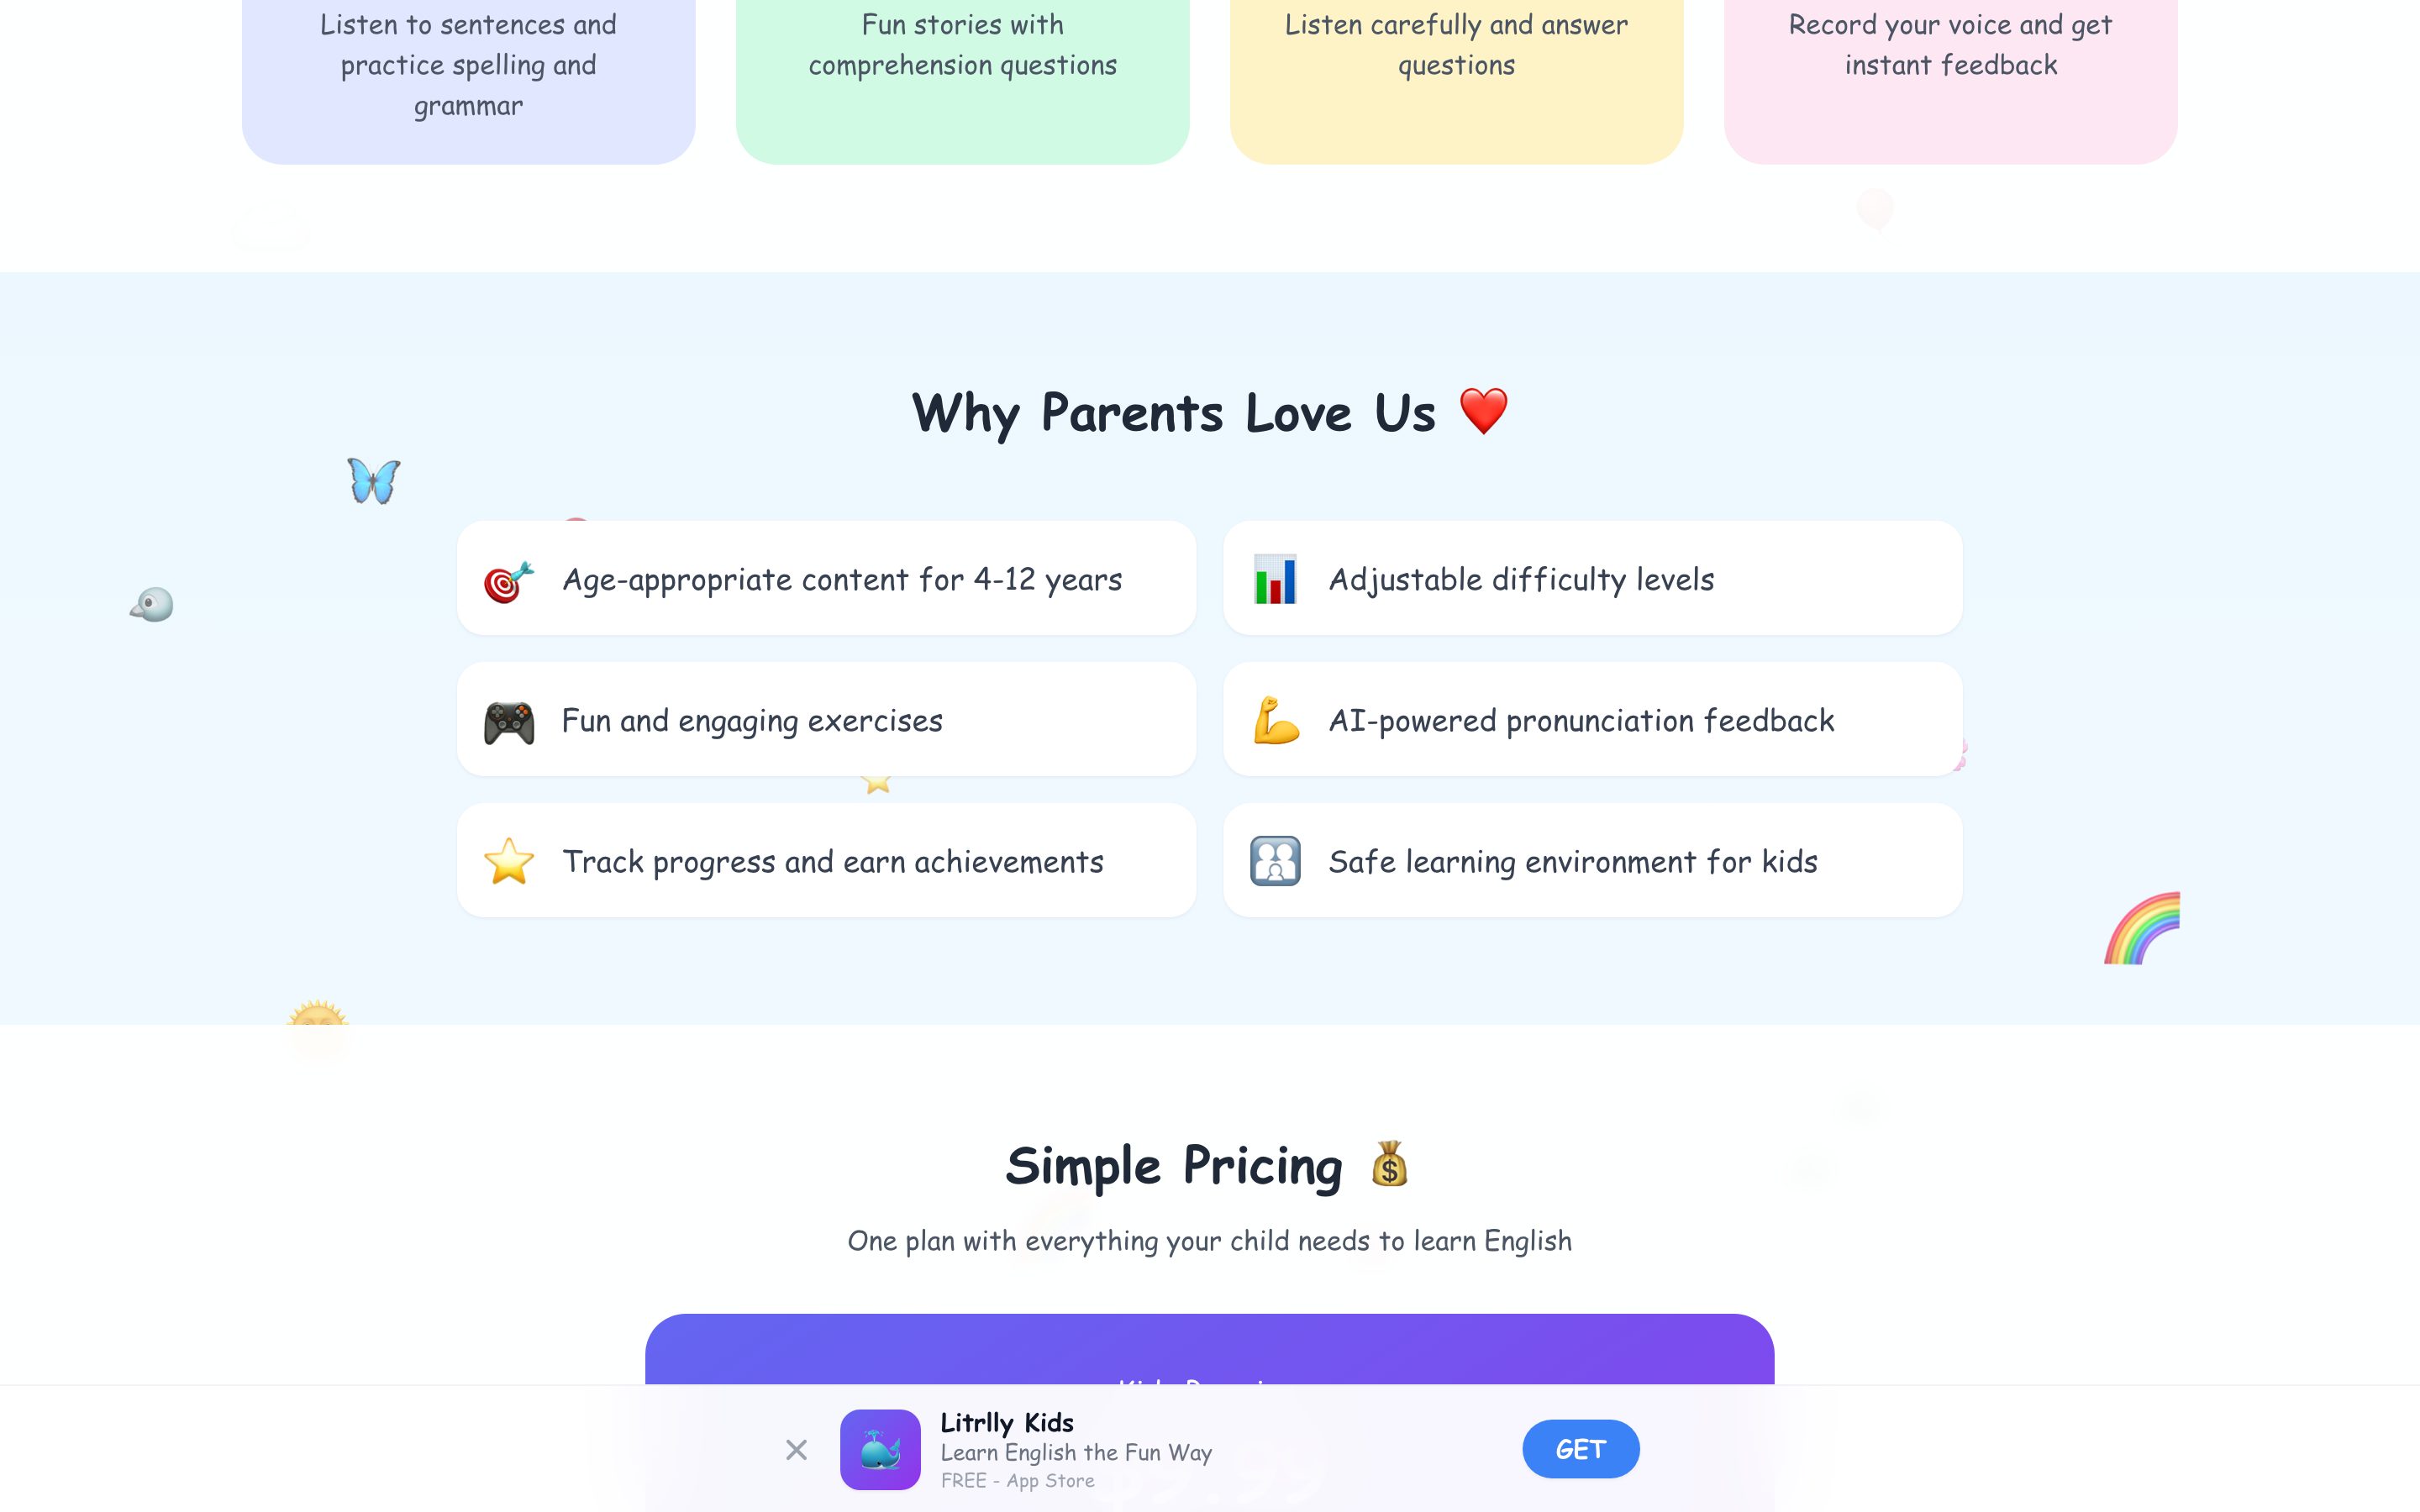 Listen to sentences and
practice spelling and
grammar
Fun stories with
comprehension questions
Listen carefully and answer
questions
Record your voice and get
instant feedback
Why Parents Love Us ❤️
Age-appropriate content for 4-12 years
Adjustable difficulty levels
Fun and engaging exercises
AI-powered pronunciation feedback
Track progress and earn achievements
Safe learning environment for kids
Simple Pricing 💰
One plan with everything your child needs to learn English
Litrlly Kids
Learn English the Fun Way
FREE - App Store
GET